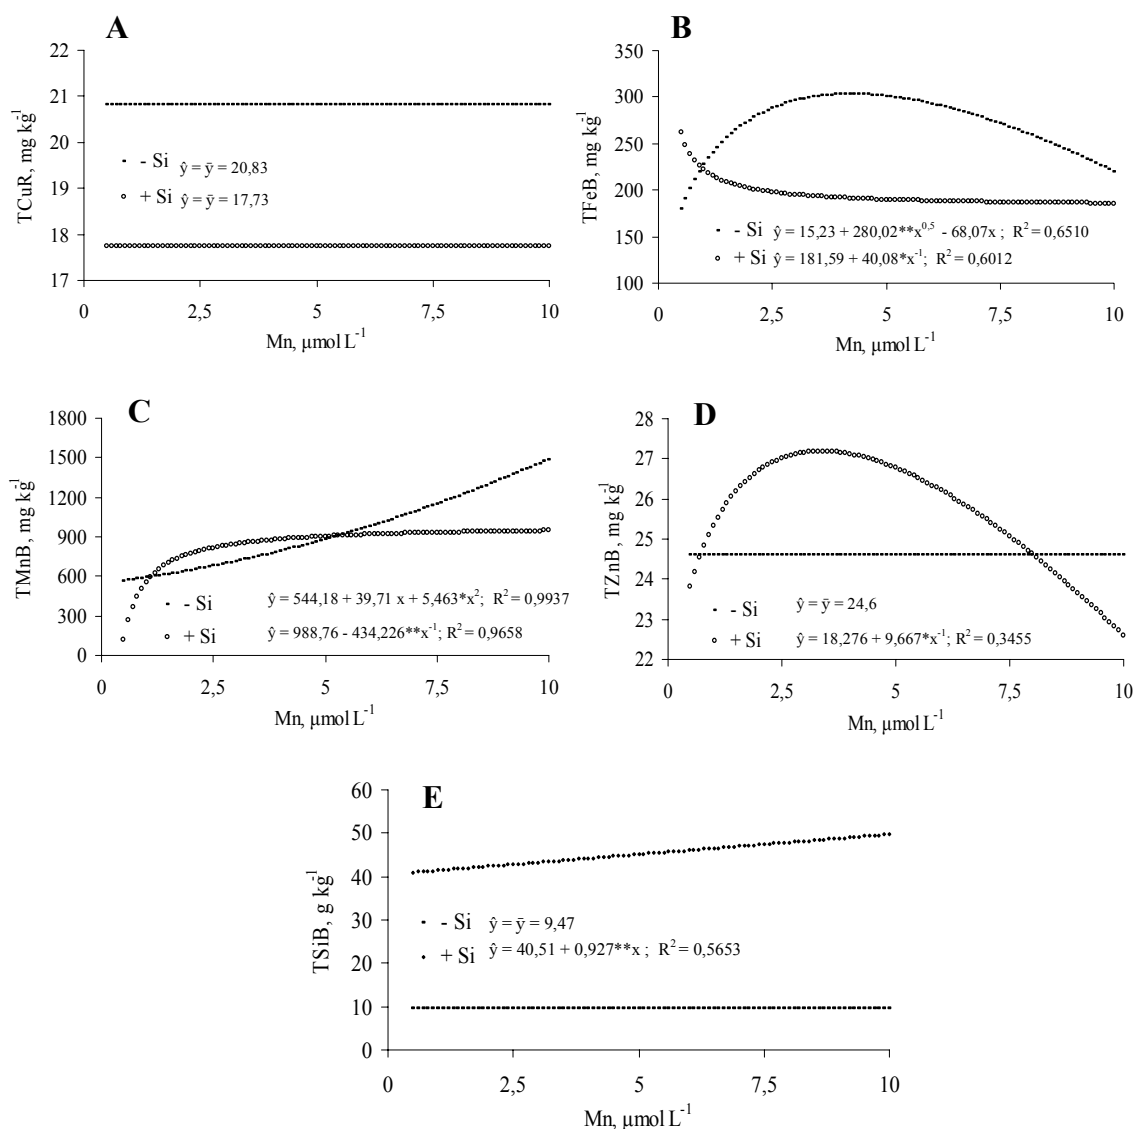 A
TCuR, mg kg⁻¹
22
21
20
19
18
17
- Si ŷ = ȳ = 20,83
+ Si ŷ = ȳ = 17,73
0 2,5 5 7,5 10
Mn, µmol L⁻¹
B
TFeB, mg kg⁻¹
350
300
250
200
150
100
- Si ŷ = 15,23 + 280,02**x⁰,⁵ - 68,07x ; R² = 0,6510
+ Si ŷ = 181,59 + 40,08*x⁻¹; R² = 0,6012
0 2,5 5 7,5 10
Mn, µmol L⁻¹
C
TMnB, mg kg⁻¹
1800
1500
1200
900
600
300
0
- Si ŷ = 544,18 + 39,71 x + 5,463*x²; R² = 0,9937
+ Si ŷ = 988,76 - 434,226**x⁻¹; R² = 0,9658
0 2,5 5 7,5 10
Mn, µmol L⁻¹
D
TZnB, mg kg⁻¹
28
27
26
25
24
23
22
- Si ŷ = ȳ = 24,6
+ Si ŷ = 18,276 + 9,667*x⁻¹; R² = 0,3455
0 2,5 5 7,5 10
Mn, µmol L⁻¹
E
TSiB, g kg⁻¹
60
50
40
30
20
10
0
- Si ŷ = ȳ = 9,47
+ Si ŷ = 40,51 + 0,927**x ; R² = 0,5653
0 2,5 5 7,5 10
Mn, µmol L⁻¹